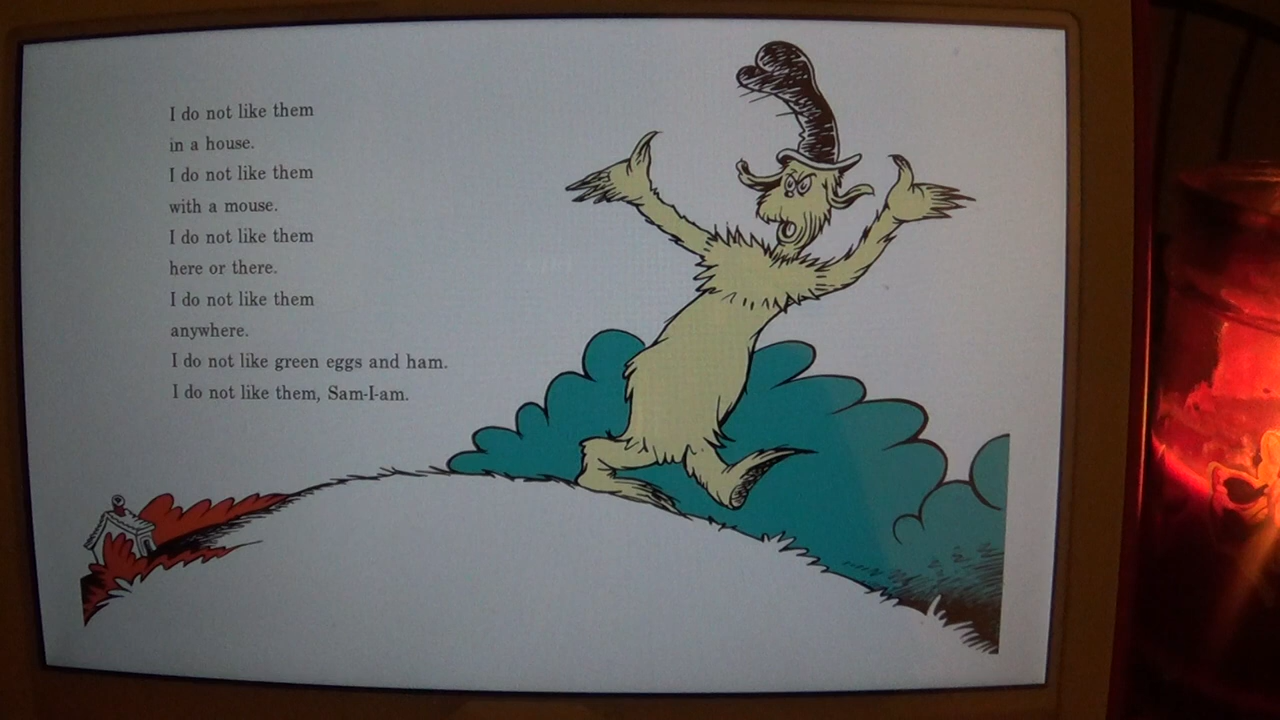 I do not like them
in a house.
I do not like them
with a mouse.
I do not like them
here or there.
I do not like them
anywhere.
I do not like green eggs and ham.
I do not like them, Sam-I-am.